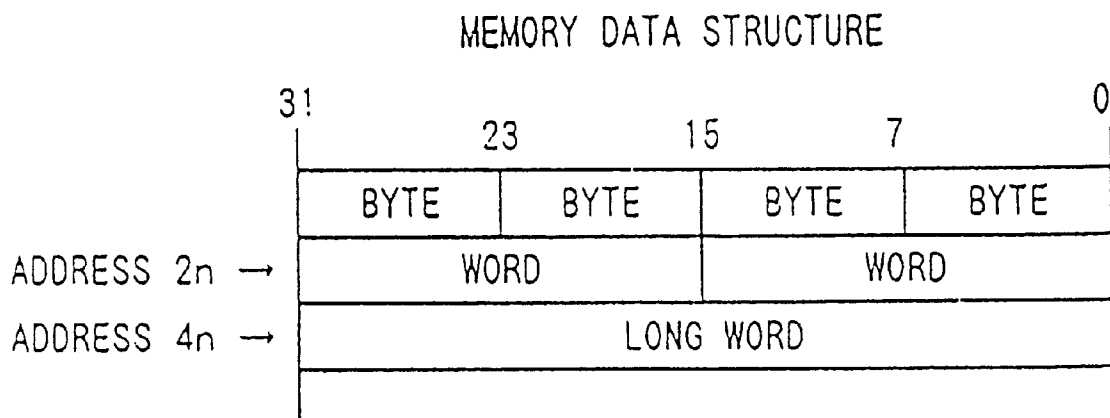 MEMORY DATA STRUCTURE
31 0
23 15 7
BYTE BYTE BYTE BYTE
ADDRESS 2n → WORD WORD
ADDRESS 4n → LONG WORD